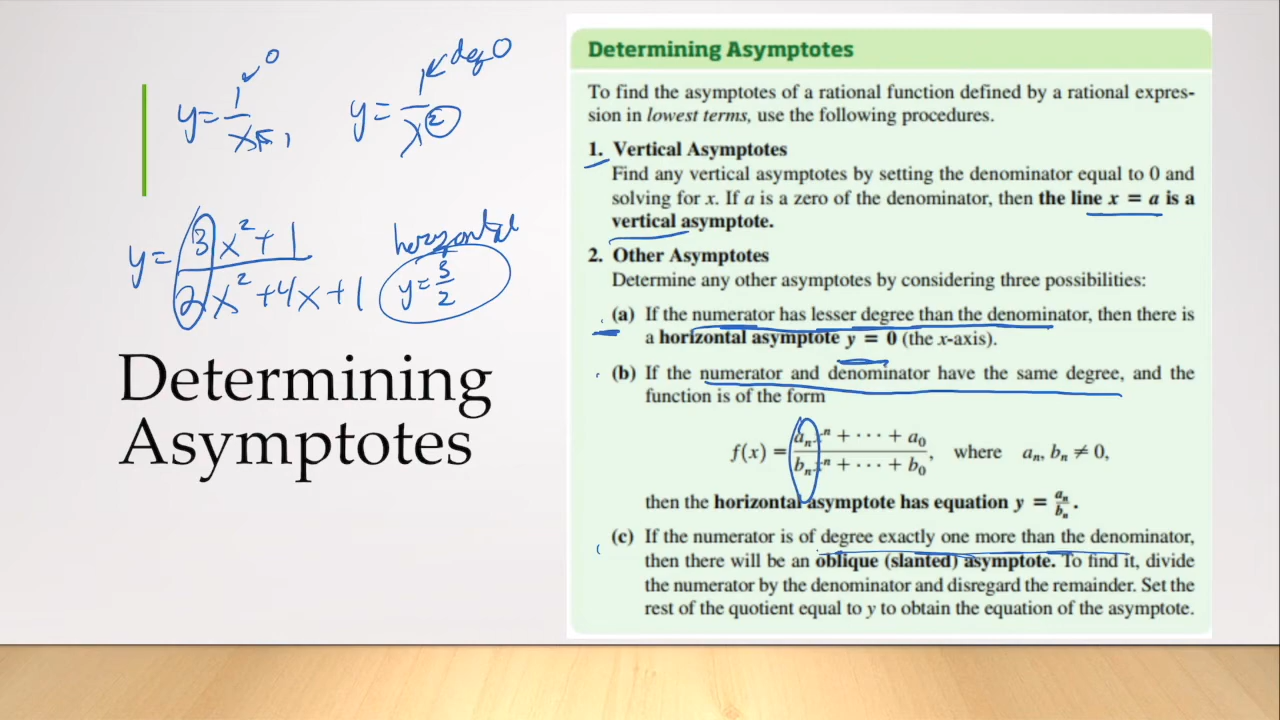 y = 1/x ← 1
0
y = 1/x² ← deg 0
y = 3x² + 1 / 2x² + 4x + 1
horizontal
y = 3/2
Determining
Asymptotes
Determining Asymptotes
To find the asymptotes of a rational function defined by a rational expres-
sion in lowest terms, use the following procedures.
1. Vertical Asymptotes
Find any vertical asymptotes by setting the denominator equal to 0 and
solving for x. If a is a zero of the denominator, then the line x = a is a
vertical asymptote.
2. Other Asymptotes
Determine any other asymptotes by considering three possibilities:
(a) If the numerator has lesser degree than the denominator, then there is
a horizontal asymptote y = 0 (the x-axis).
(b) If the numerator and denominator have the same degree, and the
function is of the form
f(x) = aₙxⁿ + ⋯ + a₀ / bₙxⁿ + ⋯ + b₀, where aₙ, bₙ ≠ 0,
then the horizontal asymptote has equation y = aₙ/bₙ.
(c) If the numerator is of degree exactly one more than the denominator,
then there will be an oblique (slanted) asymptote. To find it, divide
the numerator by the denominator and disregard the remainder. Set the
rest of the quotient equal to y to obtain the equation of the asymptote.